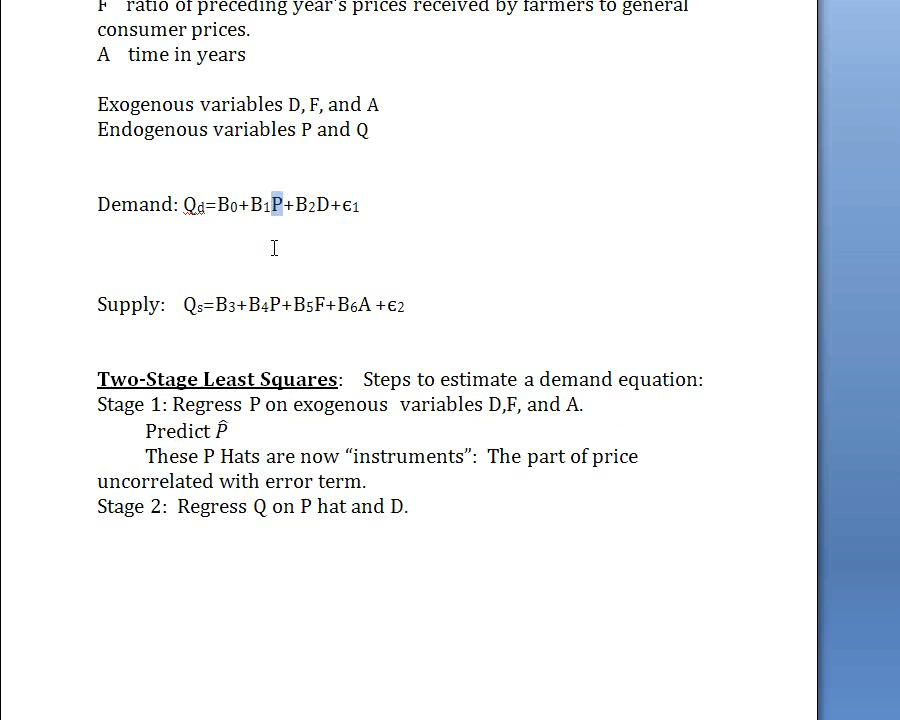 F ratio of preceding year's prices received by farmers to general
consumer prices.
A time in years
Exogenous variables D, F, and A
Endogenous variables P and Q
Demand: Qd=B0+B1P+B2D+ϵ1
Supply: Qs=B3+B4P+B5F+B6A +ϵ2
Two-Stage Least Squares: Steps to estimate a demand equation:
Stage 1: Regress P on exogenous variables D,F, and A.
Predict P̂
These P Hats are now “instruments”: The part of price
uncorrelated with error term.
Stage 2: Regress Q on P hat and D.